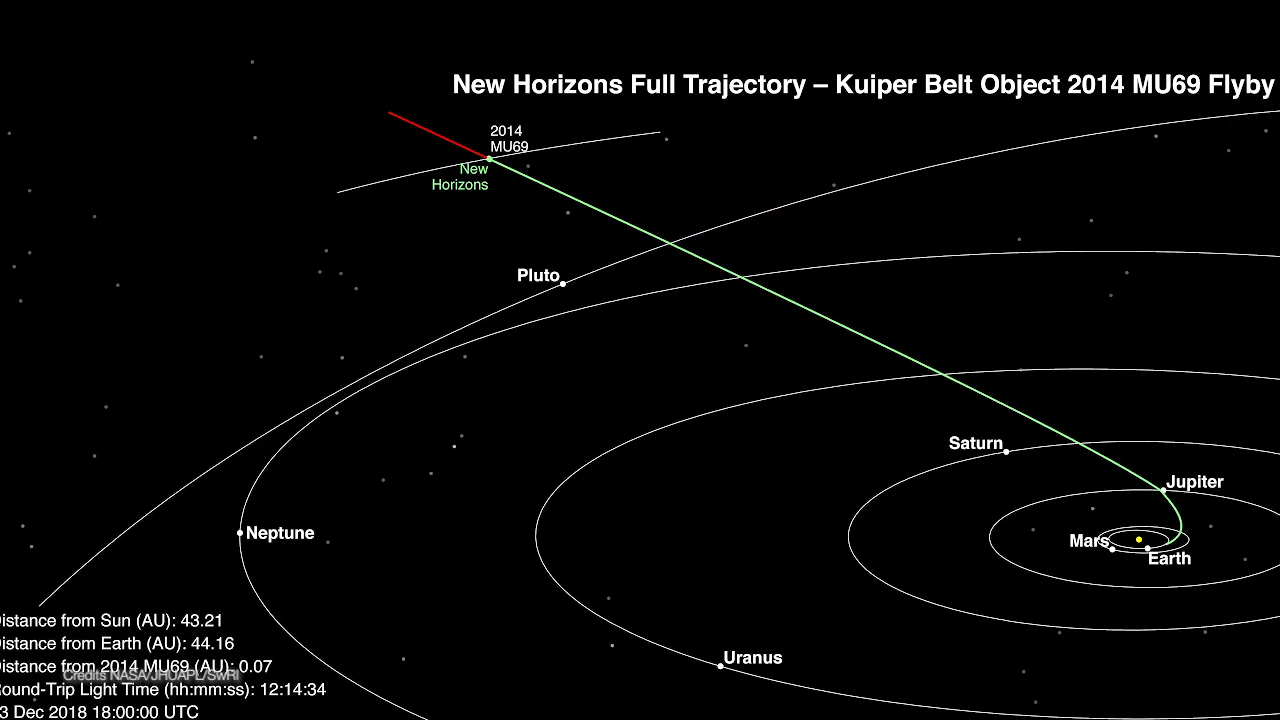 New Horizons Full Trajectory – Kuiper Belt Object 2014 MU69 Flyby
2014
MU69
New
Horizons
Pluto
Saturn
Jupiter
Neptune
Mars
Earth
istance from Sun (AU): 43.21
istance from Earth (AU): 44.16
Uranus
istance from 2014 MU69 (AU): 0.07
Credits NASA/JHUAPL/SwRI
ound-Trip Light Time (hh:mm:ss): 12:14:34
3 Dec 2018 18:00:00 UTC